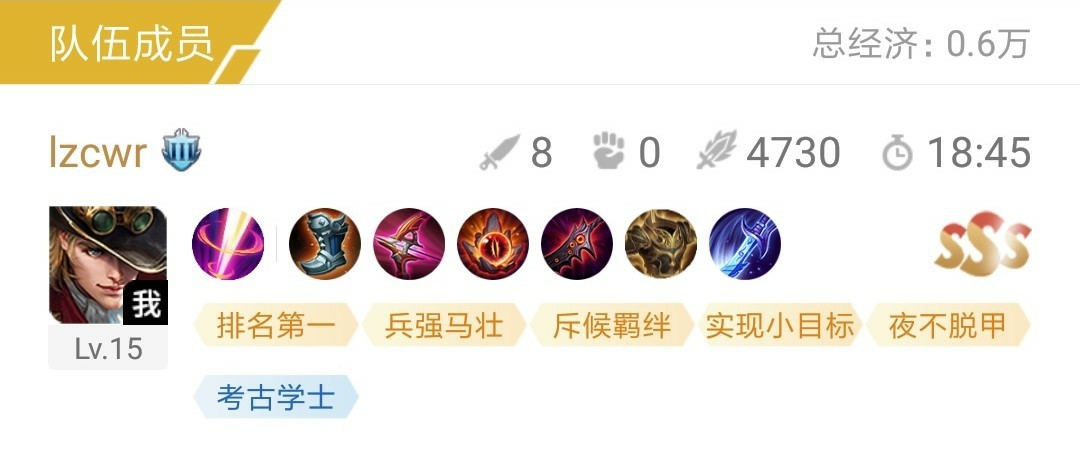 队伍成员 总经济：0.6万
lzcwr 8 0 4730 18:45
我 SSS
Lv.15
排名第一 兵强马壮 斥候羁绊 实现小目标 夜不脱甲
考古学士